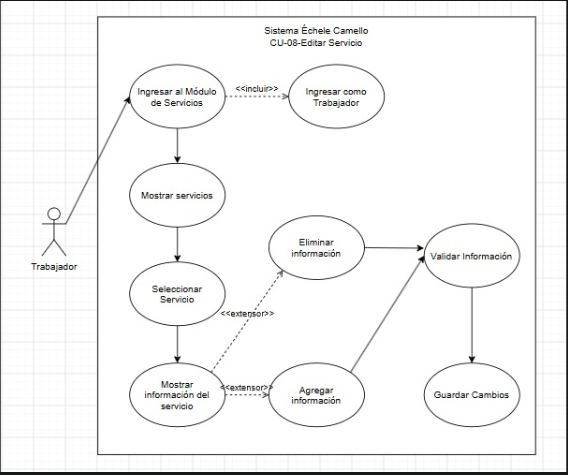 Sistema Échele Camello
CU-08-Editar Servicio
Ingresar al Módulo
de Servicios
<<incluir>>
Ingresar como
Trabajador
Mostrar servicios
Trabajador
Eliminar
información
Validar Información
Seleccionar
Servicio
<<extensor>>
Mostrar
información del
servicio
<<extensor>>
Agregar
información
Guardar Cambios